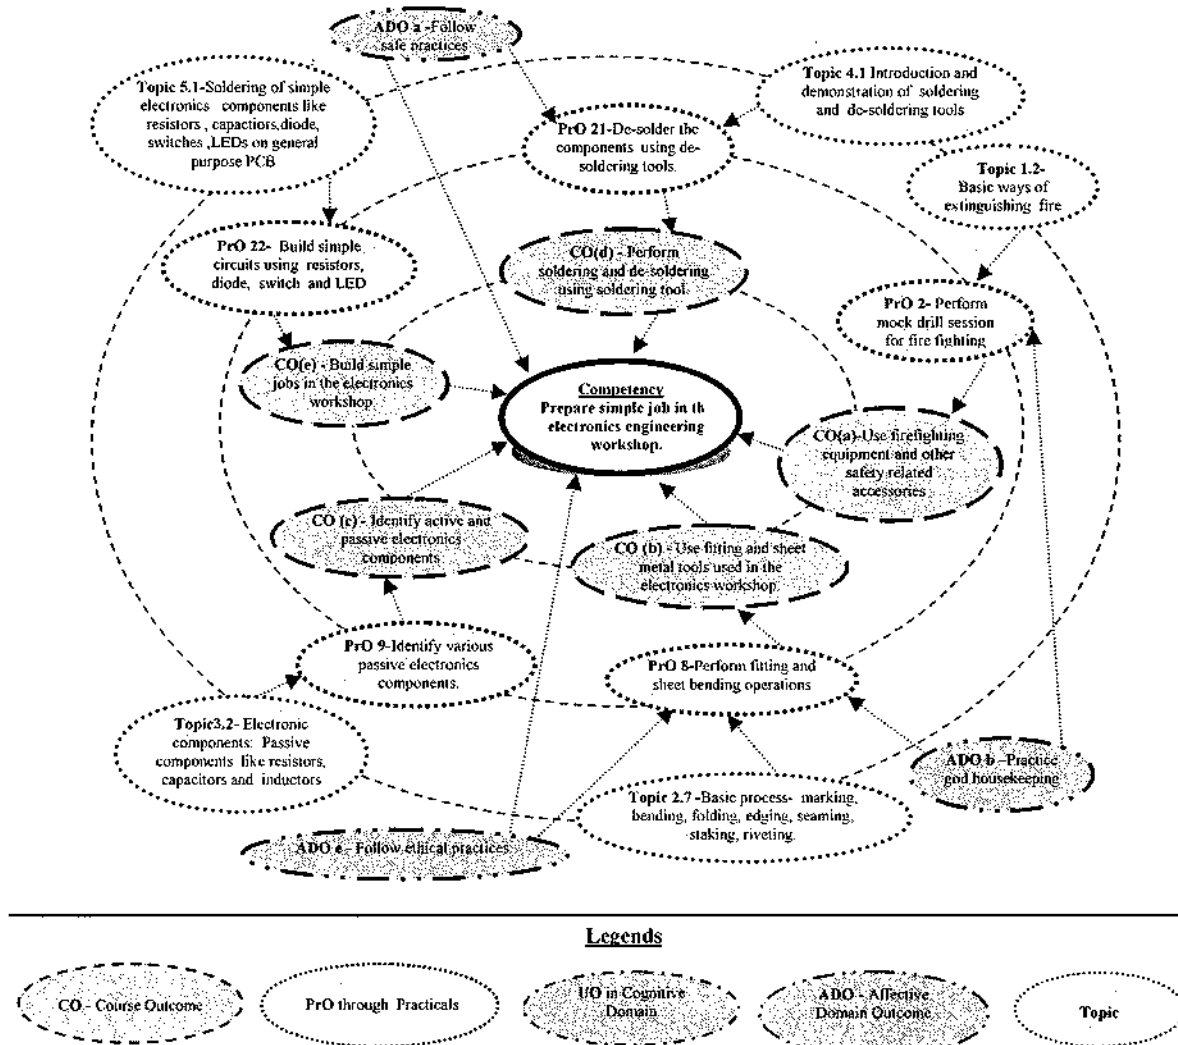 ADO a -Follow
safe practices
Topic 5.1-Soldering of simple
electronics components like
resistors , capactiors,diode,
switches ,LEDs on general
purpose PCB
Topic 4.1 Introduction and
demonstration of soldering
and de-soldering tools
PrO 21-De-solder the
components using de-
soldering tools.
Topic 1.2-
Basic ways of
extinguishing fire
PrO 22- Build simple
circuits using resistors,
diode, switch and LED
CO(d) - Perform
soldering and de-soldering
using soldering tool.
PrO 2- Perform
mock drill session
for fire fighting
CO(e) - Build simple
jobs in the electronics
workshop
Competency
Prepare simple job in th
electronics engineering
workshop.
CO(a)-Use firefighting
equipment and other
safety related
accessories
CO (c) - Identify active and
passive electronics
components
CO (b) - Use fitting and sheet
metal tools used in the
electronics workshop
PrO 9-Identify various
passive electronics
components.
PrO 8-Perform fitting and
sheet bending operations
Topic3.2- Electronic
components: Passive
components like resistors,
capacitors and inductors
ADO b -Practice
god housekeeping
Topic 2.7 -Basic process- marking,
bending, folding, edging, seaming,
staking, riveting.
ADO e - Follow ethical practices
Legends
CO - Course Outcome
PrO through Practicals
UO in Cognitive
Domain
ADO - Affective
Domain Outcome
Topic